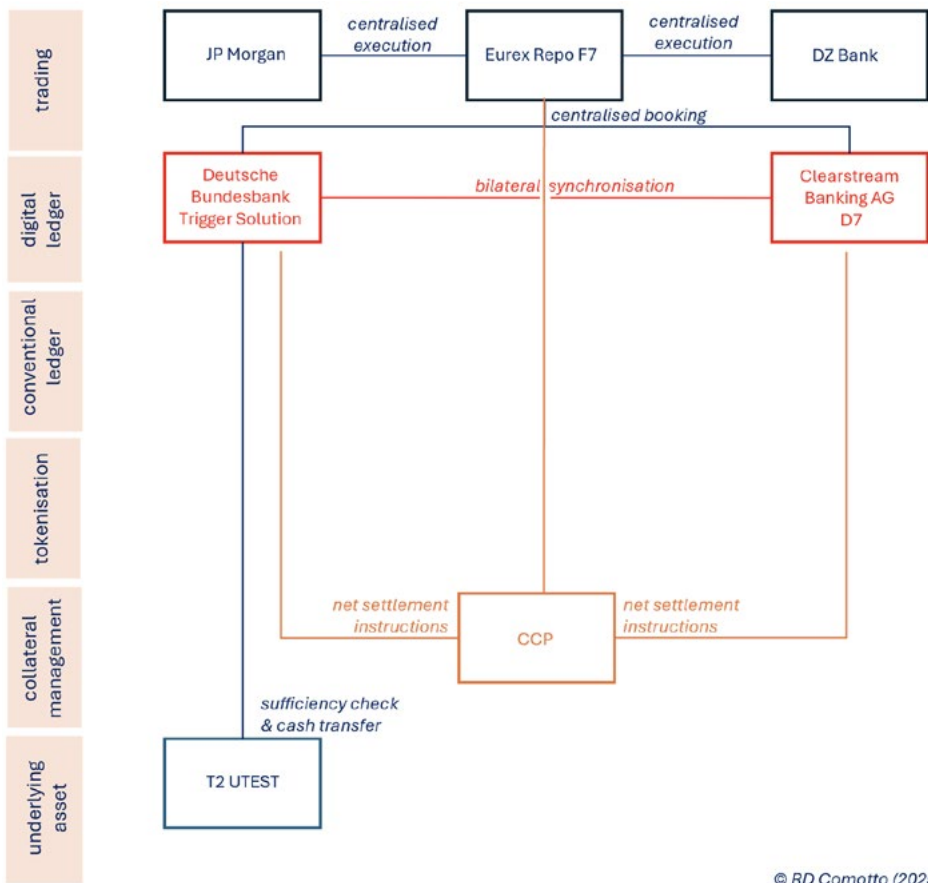 trading
JP Morgan
centralised
execution
Eurex Repo F7
centralised
execution
DZ Bank
centralised booking
digital
ledger
Deutsche
Bundesbank
Trigger Solution
bilateral synchronisation
Clearstream
Banking AG
D7
conventional
ledger
tokenisation
collateral
management
net settlement
instructions
CCP
net settlement
instructions
sufficiency check
& cash transfer
underlying
asset
T2 UTEST
© RD Comotto